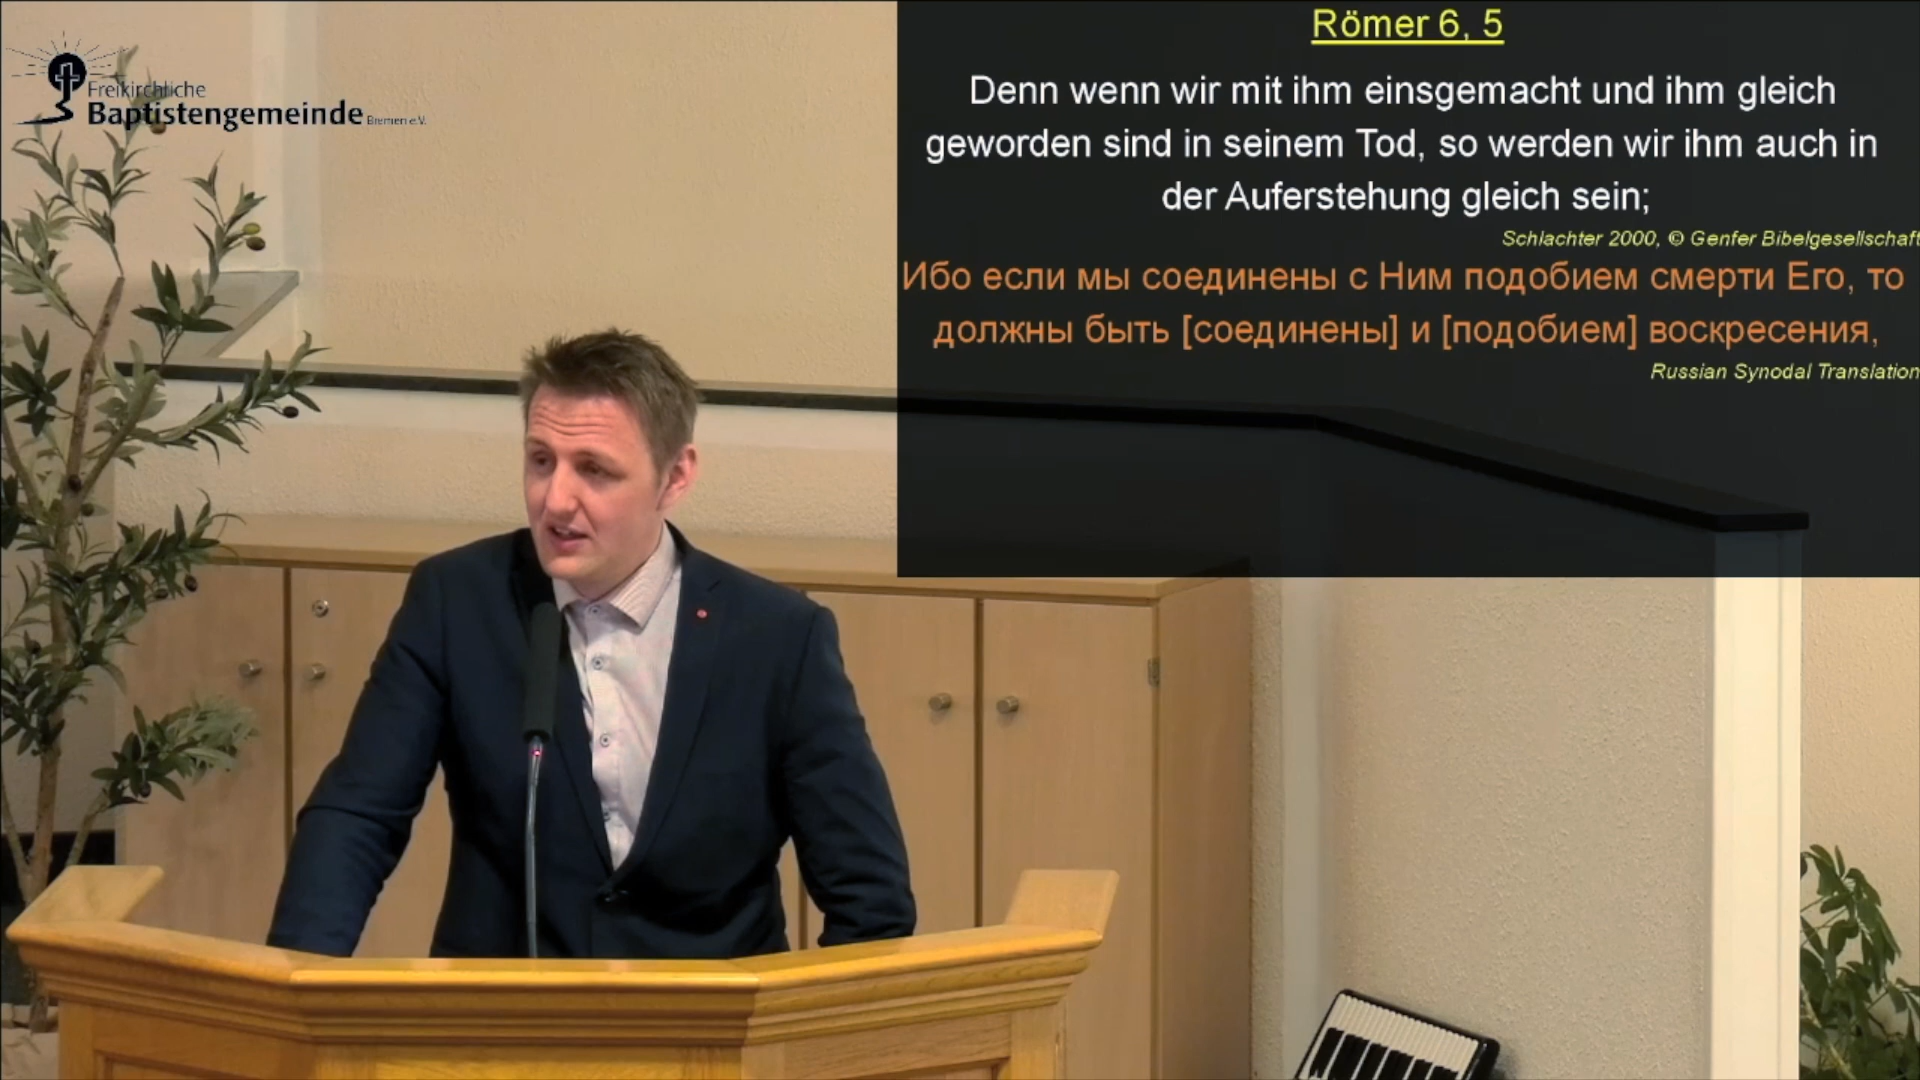 Freikirchliche
Baptistengemeinde Bremen e.V.
Römer 6, 5
Denn wenn wir mit ihm einsgemacht und ihm gleich
geworden sind in seinem Tod, so werden wir ihm auch in
der Auferstehung gleich sein;
Schlachter 2000, © Genfer Bibelgesellschaft
Ибо если мы соединены с Ним подобием смерти Его, то
должны быть [соединены] и [подобием] воскресения,
Russian Synodal Translation